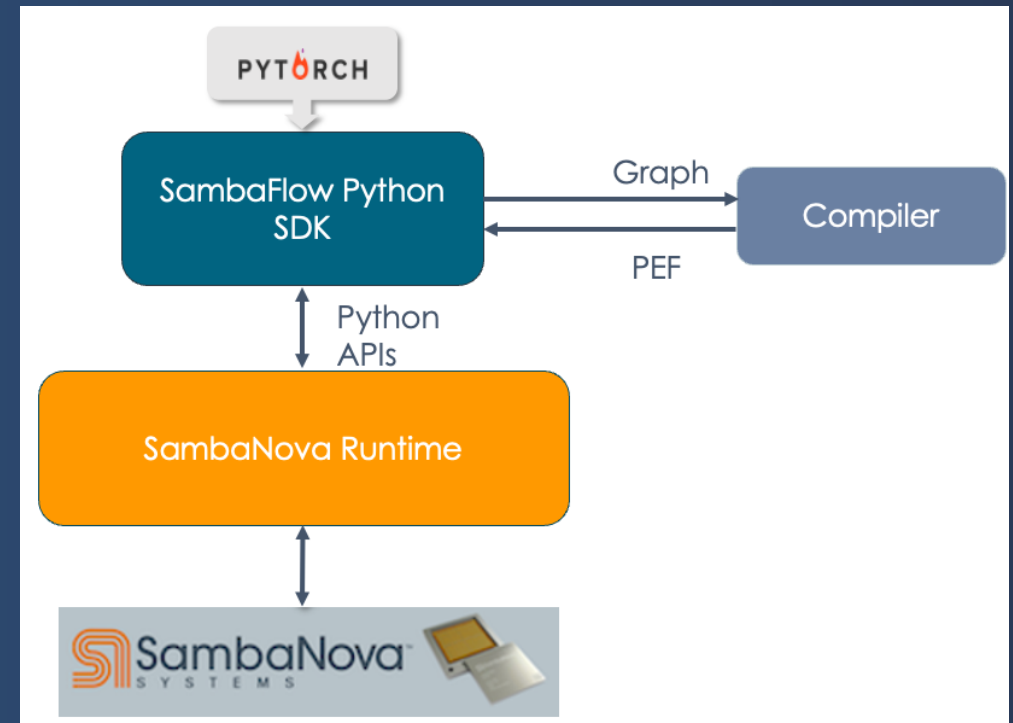 PYTORCH
SambaFlow Python
SDK
Graph
Compiler
PEF
Python
APIs
SambaNova Runtime
SambaNova
SYSTEMS